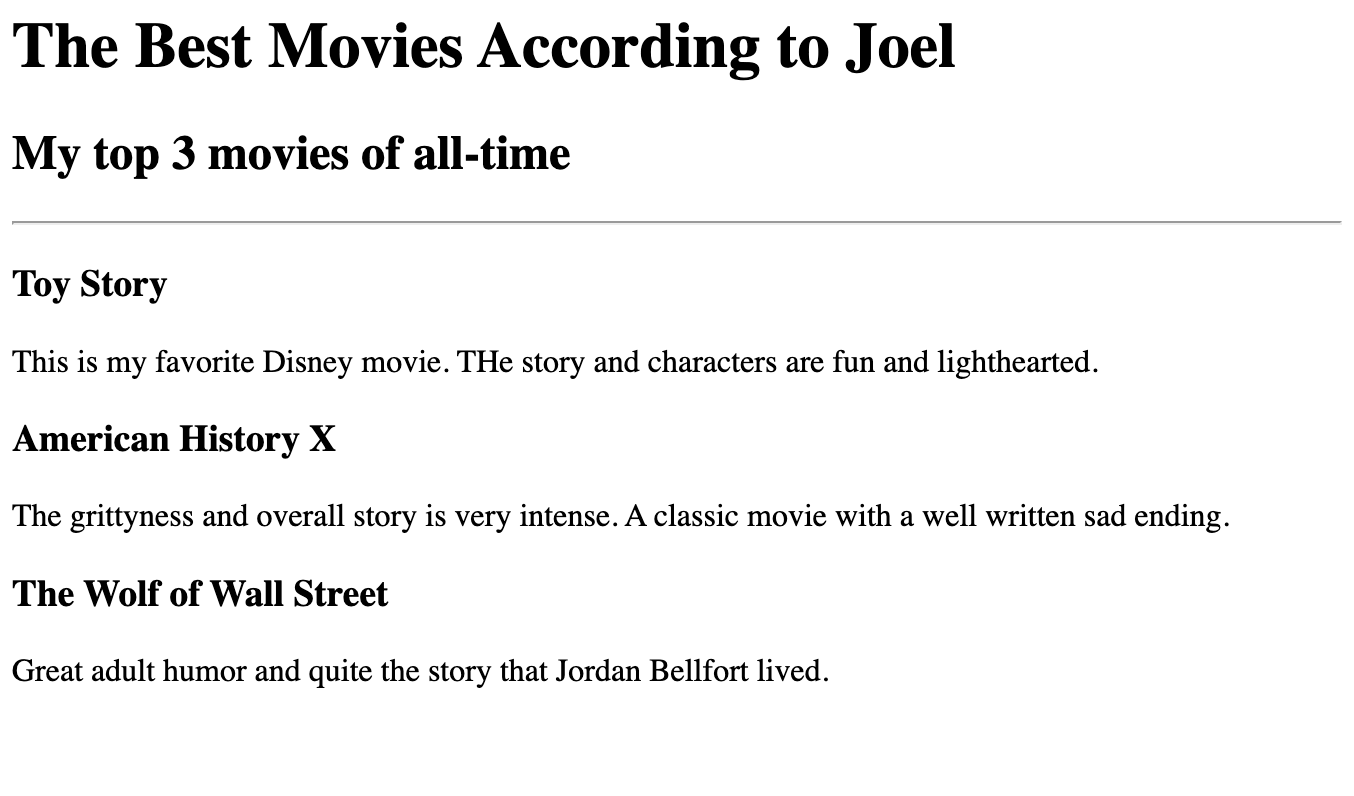 The Best Movies According to Joel
My top 3 movies of all-time
Toy Story
This is my favorite Disney movie. THe story and characters are fun and lighthearted.
American History X
The grittyness and overall story is very intense. A classic movie with a well written sad ending.
The Wolf of Wall Street
Great adult humor and quite the story that Jordan Bellfort lived.